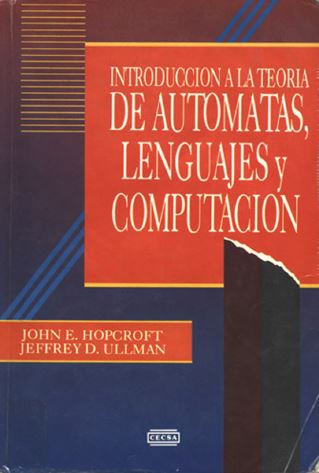 INTRODUCCION A LA TEORIA
DE AUTOMATAS,
LENGUAJES y
COMPUTACION
JOHN E. HOPCROFT
JEFFREY D. ULLMAN
CECSA